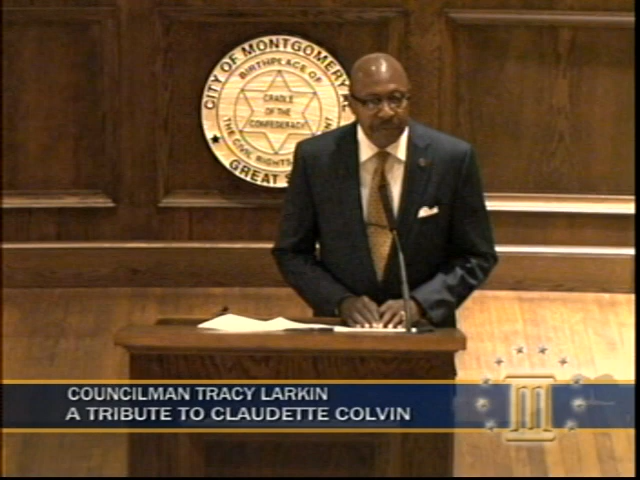 CITY OF MONTGOMERY, AL
BIRTHPLACE OF
CRADLE
OF THE
CONFEDERACY
THE CIVIL RIGHTS
GREAT
COUNCILMAN TRACY LARKIN
A TRIBUTE TO CLAUDETTE COLVIN